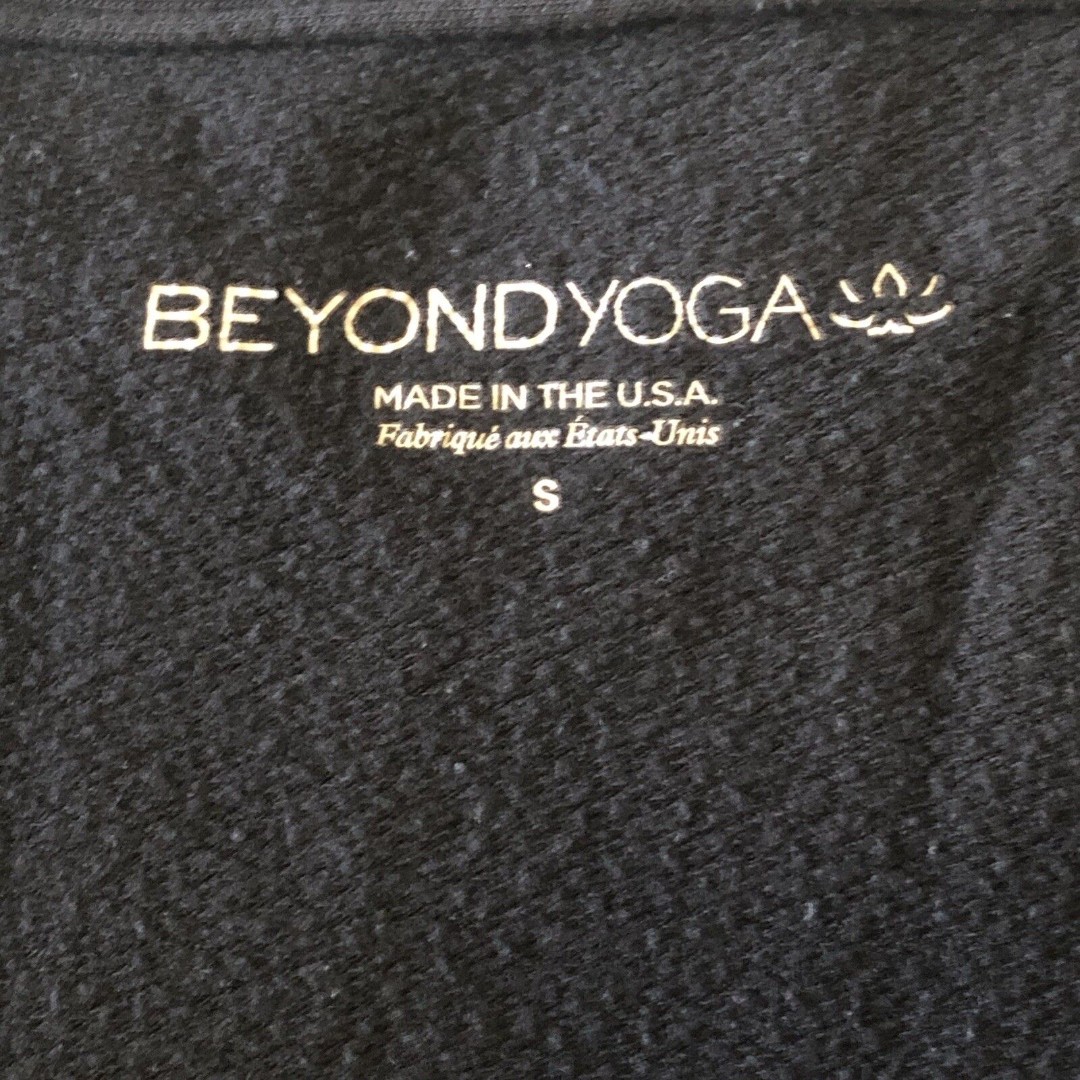 BEYONDYOGA
MADE IN THE U.S.A.
Fabriqué aux États-Unis
S